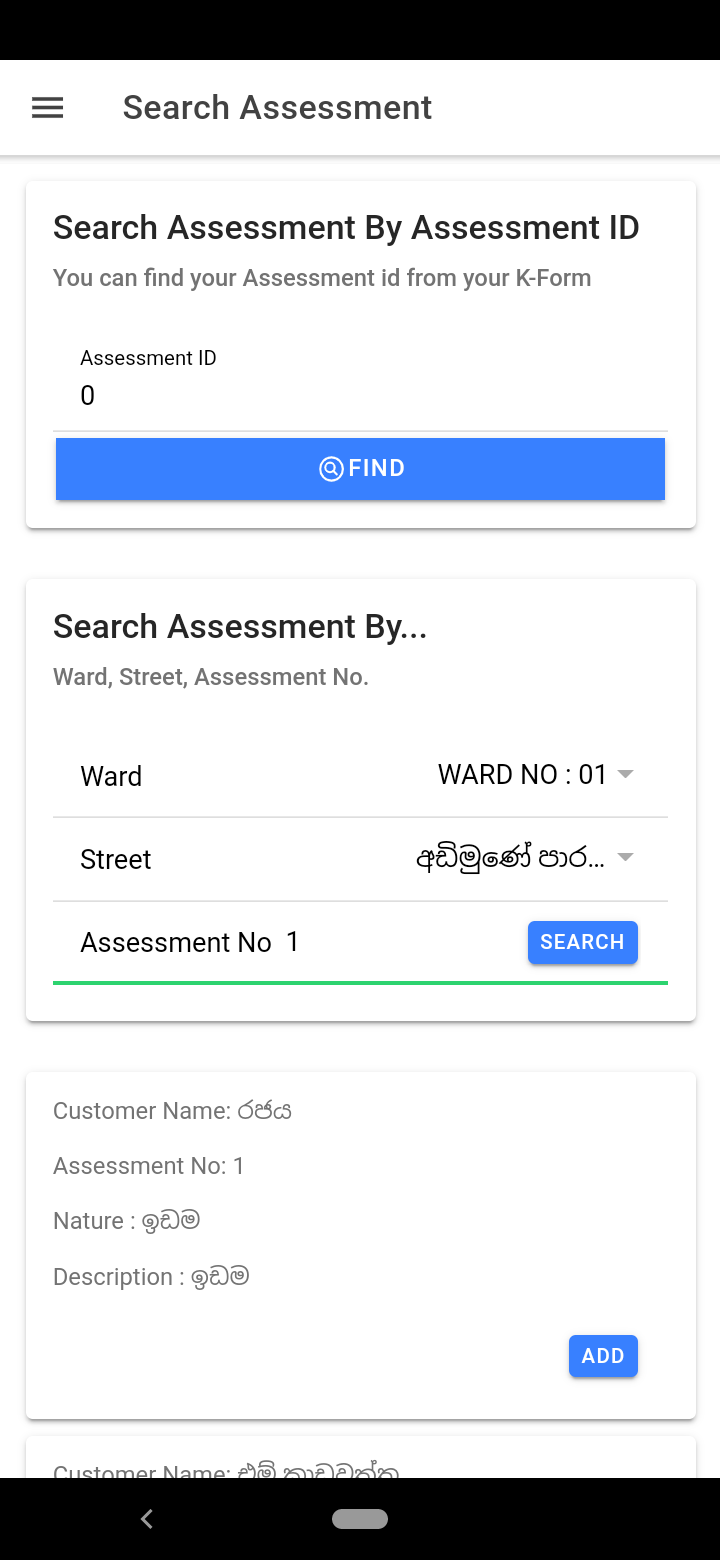 Search Assessment
Search Assessment By Assessment ID
You can find your Assessment id from your K-Form
Assessment ID
0
FIND
Search Assessment By...
Ward, Street, Assessment No.
Ward WARD NO : 01
Street අඩිමුණේ පාර...
Assessment No 1 SEARCH
Customer Name: රජය
Assessment No: 1
Nature : ඉඩම
Description : ඉඩම
ADD
Customer Name: එම්